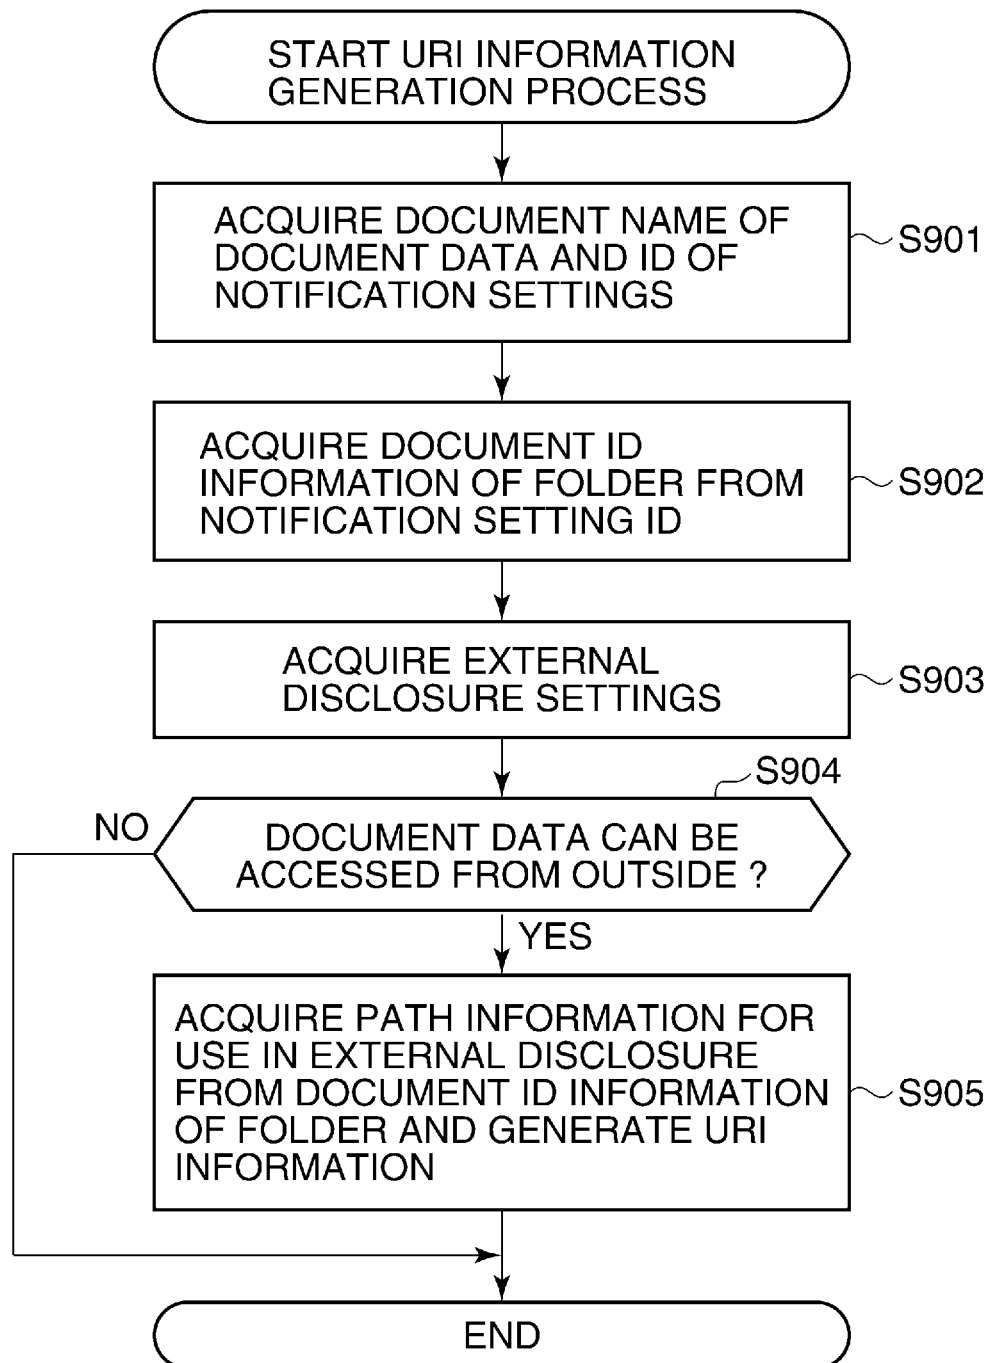 START URI INFORMATION
GENERATION PROCESS
ACQUIRE DOCUMENT NAME OF
DOCUMENT DATA AND ID OF
NOTIFICATION SETTINGS
S901
ACQUIRE DOCUMENT ID
INFORMATION OF FOLDER FROM
NOTIFICATION SETTING ID
S902
ACQUIRE EXTERNAL
DISCLOSURE SETTINGS
S903
S904
NO
DOCUMENT DATA CAN BE
ACCESSED FROM OUTSIDE ?
YES
ACQUIRE PATH INFORMATION FOR
USE IN EXTERNAL DISCLOSURE
FROM DOCUMENT ID INFORMATION
OF FOLDER AND GENERATE URI
INFORMATION
S905
END